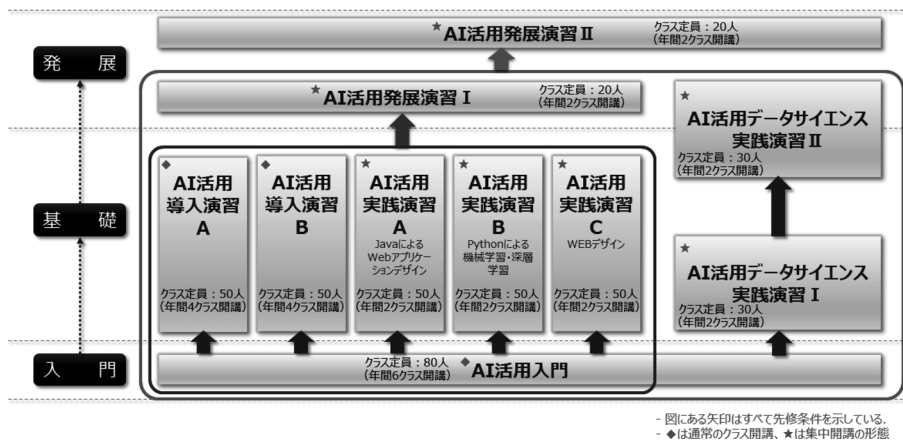 ★AI活用発展演習Ⅱ
クラス定員：20人
（年間2クラス開講）
発　展
★AI活用発展演習Ⅰ
クラス定員：20人
（年間2クラス開講）
★
AI活用データサイエンス
実践演習Ⅱ
クラス定員：30人
（年間2クラス開講）
基　礎
◆
AI活用
導入演習
A
クラス定員：50人
（年間4クラス開講）
◆
AI活用
導入演習
B
クラス定員：50人
（年間4クラス開講）
★
AI活用
実践演習
A
Javaによる
Webアプリケー
ションデザイン
クラス定員：50人
（年間2クラス開講）
★
AI活用
実践演習
B
Pythonによる
機械学習・深層
学習
クラス定員：50人
（年間2クラス開講）
★
AI活用
実践演習
C
WEBデザイン
クラス定員：50人
（年間2クラス開講）
★
AI活用データサイエンス
実践演習Ⅰ
クラス定員：30人
（年間2クラス開講）
入　門
クラス定員：80人
（年間6クラス開講）
◆AI活用入門
- 図にある矢印はすべて先修条件を示している.
- ◆は通常のクラス開講、★は集中開講の形態